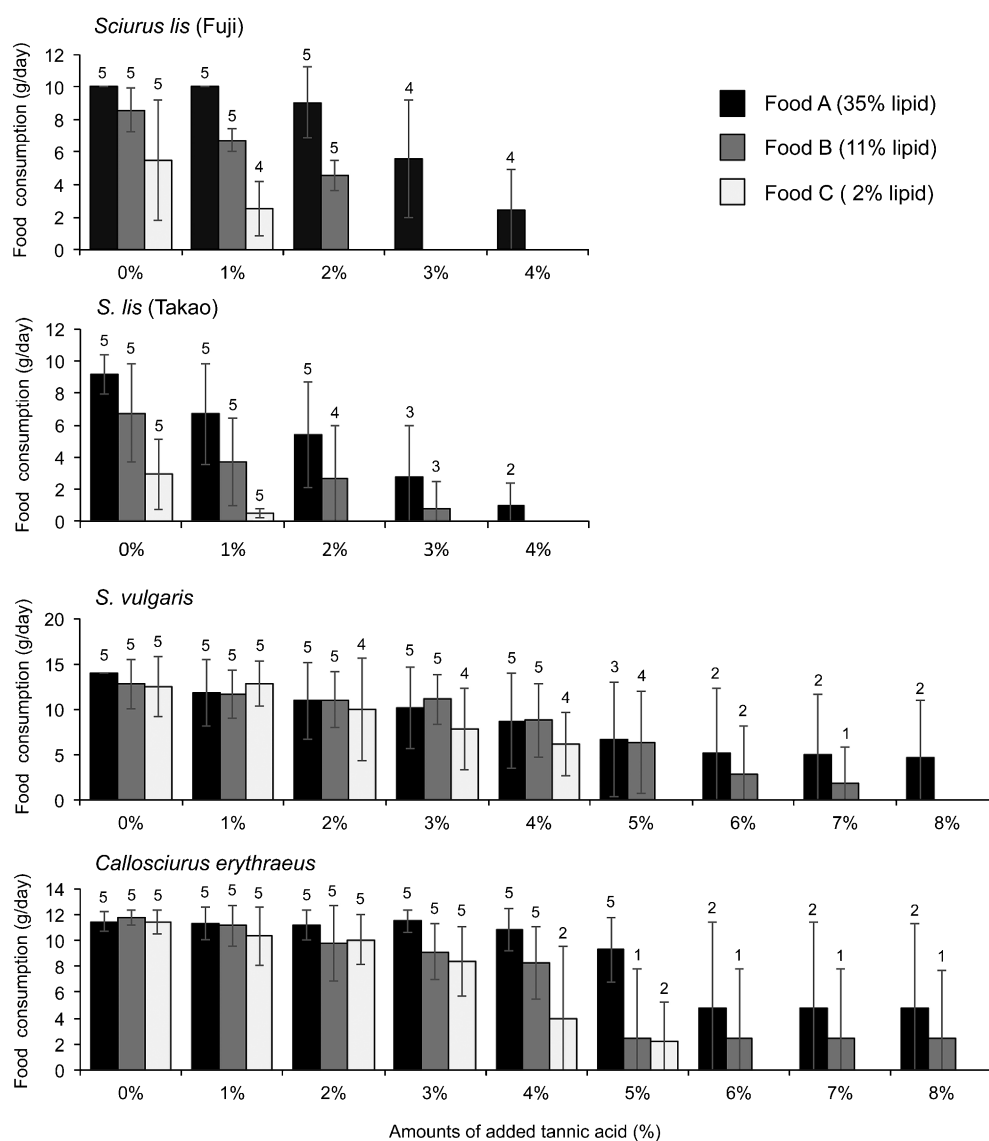 Sciurus lis (Fuji)
Food consumption (g/day)
12
10
8
6
4
2
0
5 5 5
5 5 4
5 5
4
4
0% 1% 2% 3% 4%
Food A (35% lipid)
Food B (11% lipid)
Food C ( 2% lipid)
S. lis (Takao)
Food consumption (g/day)
12
10
8
6
4
2
0
5 5 5
5 5 5
5 4
3 3
2
0% 1% 2% 3% 4%
S. vulgaris
Food consumption (g/day)
20
15
10
5
0
5 5 5
5 5 5
5 5 4
5 5 4
5 5 4
3 4
2 2
2 1
2
0% 1% 2% 3% 4% 5% 6% 7% 8%
Callosciurus erythraeus
Food consumption (g/day)
14
12
10
8
6
4
2
0
5 5 5
5 5 5
5 5 5
5 5 5
5 5 2
5 1 2
2 1
2 1
2 1
0% 1% 2% 3% 4% 5% 6% 7% 8%
Amounts of added tannic acid (%)